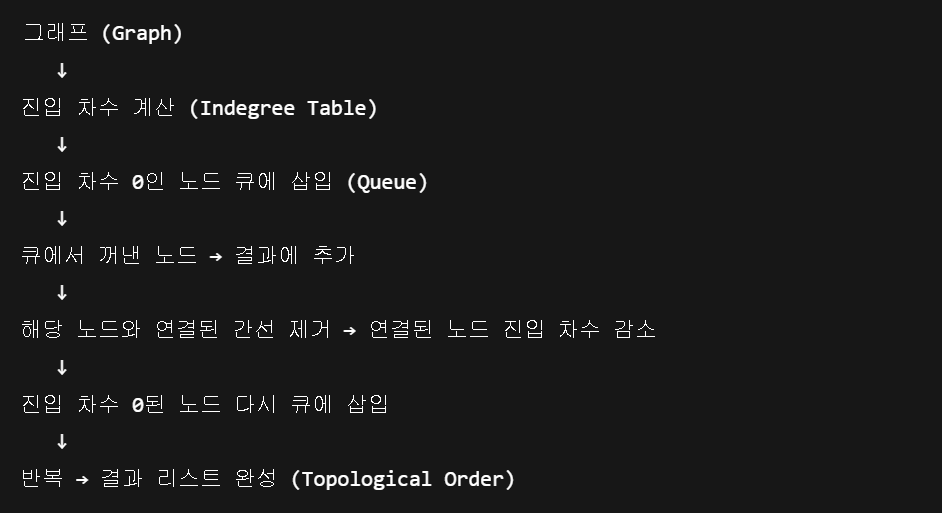 그래프 (Graph)
↓
진입 차수 계산 (Indegree Table)
↓
진입 차수 0인 노드 큐에 삽입 (Queue)
↓
큐에서 꺼낸 노드 → 결과에 추가
↓
해당 노드와 연결된 간선 제거 → 연결된 노드 진입 차수 감소
↓
진입 차수 0된 노드 다시 큐에 삽입
↓
반복 → 결과 리스트 완성 (Topological Order)